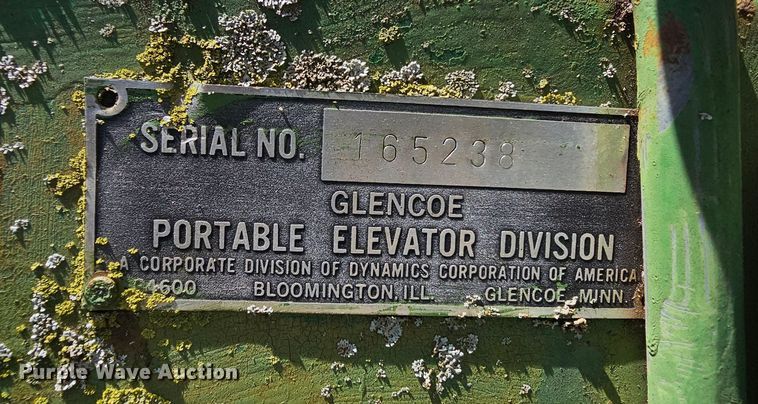 SERIAL NO. 165238
GLENCOE
PORTABLE ELEVATOR DIVISION
A CORPORATE DIVISION OF DYNAMICS CORPORATION OF AMERICA
BLOOMINGTON, ILL. GLENCOE, MINN.
Purple Wave Auction